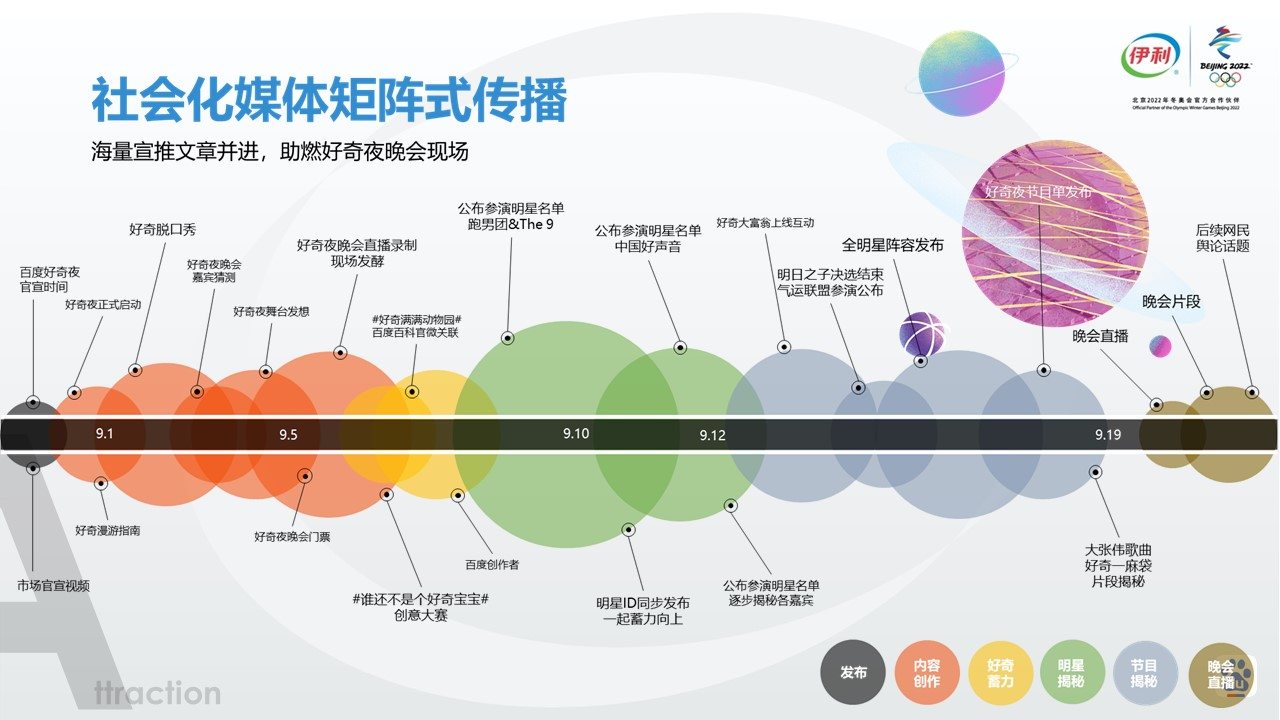 社会化媒体矩阵式传播
海量宣推文章并进，助燃好奇夜晚会现场
伊利
BEIJING 2022
北京2022年冬奥会官方合作伙伴
Official Partner of the Olympic Winter Games Beijing 2022
百度好奇夜
官宣时间
好奇夜正式启动
好奇脱口秀
好奇夜晚会
嘉宾猜测
好奇夜舞台发想
好奇夜晚会直播录制
现场发酵
#好奇满满动物园#
百度百科官微关联
公布参演明星名单
跑男团&The 9
公布参演明星名单
中国好声音
好奇大富翁上线互动
明日之子决选结束
气运联盟参演公布
全明星阵容发布
好奇夜节目单发布
晚会直播
晚会片段
后续网民
舆论话题
9.1
9.5
9.10
9.12
9.19
市场官宣视频
好奇漫游指南
好奇夜晚会门票
#谁还不是个好奇宝宝#
创意大赛
百度创作者
明星ID同步发布
一起蓄力向上
公布参演明星名单
逐步揭秘各嘉宾
大张伟歌曲
好奇一麻袋
片段揭秘
发布
内容
创作
好奇
蓄力
明星
揭秘
节目
揭秘
晚会
直播
A
ttraction